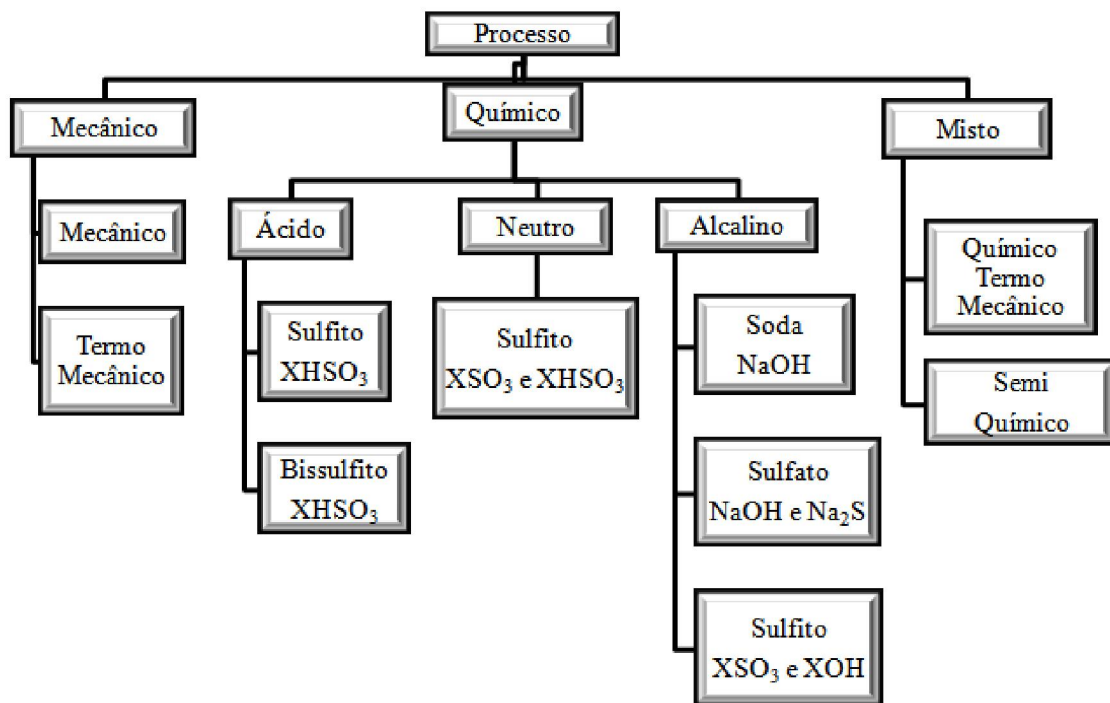 Processo
Mecânico
Químico
Misto
Mecânico
Termo
Mecânico
Ácido
Neutro
Alcalino
Sulfito
XHSO₃
Bissulfito
XHSO₃
Sulfito
XSO₃ e XHSO₃
Soda
NaOH
Sulfato
NaOH e Na₂S
Sulfito
XSO₃ e XOH
Químico
Termo
Mecânico
Semi
Químico